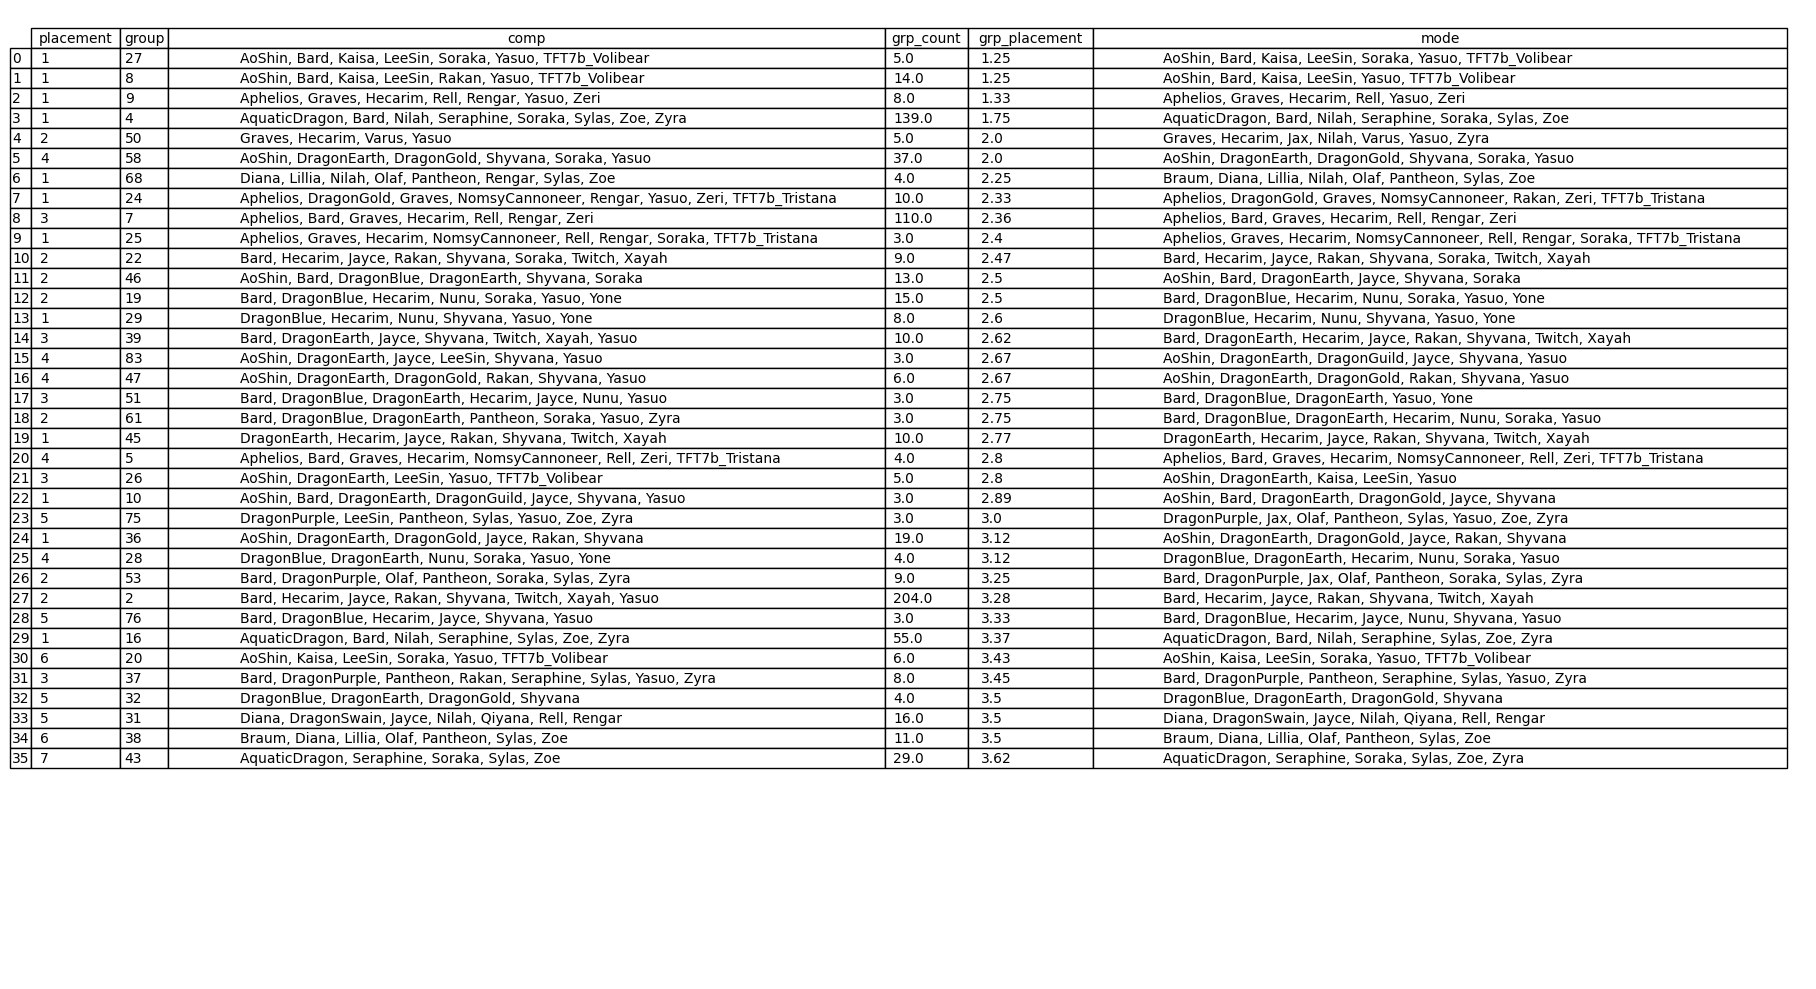 placement group comp grp_count grp_placement mode
0 1 27 AoShin, Bard, Kaisa, LeeSin, Soraka, Yasuo, TFT7b_Volibear 5.0 1.25 AoShin, Bard, Kaisa, LeeSin, Soraka, Yasuo, TFT7b_Volibear
1 1 8 AoShin, Bard, Kaisa, LeeSin, Rakan, Yasuo, TFT7b_Volibear 14.0 1.25 AoShin, Bard, Kaisa, LeeSin, Yasuo, TFT7b_Volibear
2 1 9 Aphelios, Graves, Hecarim, Rell, Rengar, Yasuo, Zeri 8.0 1.33 Aphelios, Graves, Hecarim, Rell, Yasuo, Zeri
3 1 4 AquaticDragon, Bard, Nilah, Seraphine, Soraka, Sylas, Zoe, Zyra 139.0 1.75 AquaticDragon, Bard, Nilah, Seraphine, Soraka, Sylas, Zoe
4 2 50 Graves, Hecarim, Varus, Yasuo 5.0 2.0 Graves, Hecarim, Jax, Nilah, Varus, Yasuo, Zyra
5 4 58 AoShin, DragonEarth, DragonGold, Shyvana, Soraka, Yasuo 37.0 2.0 AoShin, DragonEarth, DragonGold, Shyvana, Soraka, Yasuo
6 1 68 Diana, Lillia, Nilah, Olaf, Pantheon, Rengar, Sylas, Zoe 4.0 2.25 Braum, Diana, Lillia, Nilah, Olaf, Pantheon, Sylas, Zoe
7 1 24 Aphelios, DragonGold, Graves, NomsyCannoneer, Rengar, Yasuo, Zeri, TFT7b_Tristana 10.0 2.33 Aphelios, DragonGold, Graves, NomsyCannoneer, Rakan, Zeri, TFT7b_Tristana
8 3 7 Aphelios, Bard, Graves, Hecarim, Rell, Rengar, Zeri 110.0 2.36 Aphelios, Bard, Graves, Hecarim, Rell, Rengar, Zeri
9 1 25 Aphelios, Graves, Hecarim, NomsyCannoneer, Rell, Rengar, Soraka, TFT7b_Tristana 3.0 2.4 Aphelios, Graves, Hecarim, NomsyCannoneer, Rell, Rengar, Soraka, TFT7b_Tristana
10 2 22 Bard, Hecarim, Jayce, Rakan, Shyvana, Soraka, Twitch, Xayah 9.0 2.47 Bard, Hecarim, Jayce, Rakan, Shyvana, Soraka, Twitch, Xayah
11 2 46 AoShin, Bard, DragonBlue, DragonEarth, Shyvana, Soraka 13.0 2.5 AoShin, Bard, DragonEarth, Jayce, Shyvana, Soraka
12 2 19 Bard, DragonBlue, Hecarim, Nunu, Soraka, Yasuo, Yone 15.0 2.5 Bard, DragonBlue, Hecarim, Nunu, Soraka, Yasuo, Yone
13 1 29 DragonBlue, Hecarim, Nunu, Shyvana, Yasuo, Yone 8.0 2.6 DragonBlue, Hecarim, Nunu, Shyvana, Yasuo, Yone
14 3 39 Bard, DragonEarth, Jayce, Shyvana, Twitch, Xayah, Yasuo 10.0 2.62 Bard, DragonEarth, Hecarim, Jayce, Rakan, Shyvana, Twitch, Xayah
15 4 83 AoShin, DragonEarth, Jayce, LeeSin, Shyvana, Yasuo 3.0 2.67 AoShin, DragonEarth, DragonGuild, Jayce, Shyvana, Yasuo
16 4 47 AoShin, DragonEarth, DragonGold, Rakan, Shyvana, Yasuo 6.0 2.67 AoShin, DragonEarth, DragonGold, Rakan, Shyvana, Yasuo
17 3 51 Bard, DragonBlue, DragonEarth, Hecarim, Jayce, Nunu, Yasuo 3.0 2.75 Bard, DragonBlue, DragonEarth, Yasuo, Yone
18 2 61 Bard, DragonBlue, DragonEarth, Pantheon, Soraka, Yasuo, Zyra 3.0 2.75 Bard, DragonBlue, DragonEarth, Hecarim, Nunu, Soraka, Yasuo
19 1 45 DragonEarth, Hecarim, Jayce, Rakan, Shyvana, Twitch, Xayah 10.0 2.77 DragonEarth, Hecarim, Jayce, Rakan, Shyvana, Twitch, Xayah
20 4 5 Aphelios, Bard, Graves, Hecarim, NomsyCannoneer, Rell, Zeri, TFT7b_Tristana 4.0 2.8 Aphelios, Bard, Graves, Hecarim, NomsyCannoneer, Rell, Zeri, TFT7b_Tristana
21 3 26 AoShin, DragonEarth, LeeSin, Yasuo, TFT7b_Volibear 5.0 2.8 AoShin, DragonEarth, Kaisa, LeeSin, Yasuo
22 1 10 AoShin, Bard, DragonEarth, DragonGuild, Jayce, Shyvana, Yasuo 3.0 2.89 AoShin, Bard, DragonEarth, DragonGold, Jayce, Shyvana
23 5 75 DragonPurple, LeeSin, Pantheon, Sylas, Yasuo, Zoe, Zyra 3.0 3.0 DragonPurple, Jax, Olaf, Pantheon, Sylas, Yasuo, Zoe, Zyra
24 1 36 AoShin, DragonEarth, DragonGold, Jayce, Rakan, Shyvana 19.0 3.12 AoShin, DragonEarth, DragonGold, Jayce, Rakan, Shyvana
25 4 28 DragonBlue, DragonEarth, Nunu, Soraka, Yasuo, Yone 4.0 3.12 DragonBlue, DragonEarth, Hecarim, Nunu, Soraka, Yasuo
26 2 53 Bard, DragonPurple, Olaf, Pantheon, Soraka, Sylas, Zyra 9.0 3.25 Bard, DragonPurple, Jax, Olaf, Pantheon, Soraka, Sylas, Zyra
27 2 2 Bard, Hecarim, Jayce, Rakan, Shyvana, Twitch, Xayah, Yasuo 204.0 3.28 Bard, Hecarim, Jayce, Rakan, Shyvana, Twitch, Xayah
28 5 76 Bard, DragonBlue, Hecarim, Jayce, Shyvana, Yasuo 3.0 3.33 Bard, DragonBlue, Hecarim, Jayce, Nunu, Shyvana, Yasuo
29 1 16 AquaticDragon, Bard, Nilah, Seraphine, Sylas, Zoe, Zyra 55.0 3.37 AquaticDragon, Bard, Nilah, Seraphine, Sylas, Zoe, Zyra
30 6 20 AoShin, Kaisa, LeeSin, Soraka, Yasuo, TFT7b_Volibear 6.0 3.43 AoShin, Kaisa, LeeSin, Soraka, Yasuo, TFT7b_Volibear
31 3 37 Bard, DragonPurple, Pantheon, Rakan, Seraphine, Sylas, Yasuo, Zyra 8.0 3.45 Bard, DragonPurple, Pantheon, Seraphine, Sylas, Yasuo, Zyra
32 5 32 DragonBlue, DragonEarth, DragonGold, Shyvana 4.0 3.5 DragonBlue, DragonEarth, DragonGold, Shyvana
33 5 31 Diana, DragonSwain, Jayce, Nilah, Qiyana, Rell, Rengar 16.0 3.5 Diana, DragonSwain, Jayce, Nilah, Qiyana, Rell, Rengar
34 6 38 Braum, Diana, Lillia, Olaf, Pantheon, Sylas, Zoe 11.0 3.5 Braum, Diana, Lillia, Olaf, Pantheon, Sylas, Zoe
35 7 43 AquaticDragon, Seraphine, Soraka, Sylas, Zoe 29.0 3.62 AquaticDragon, Seraphine, Soraka, Sylas, Zoe, Zyra